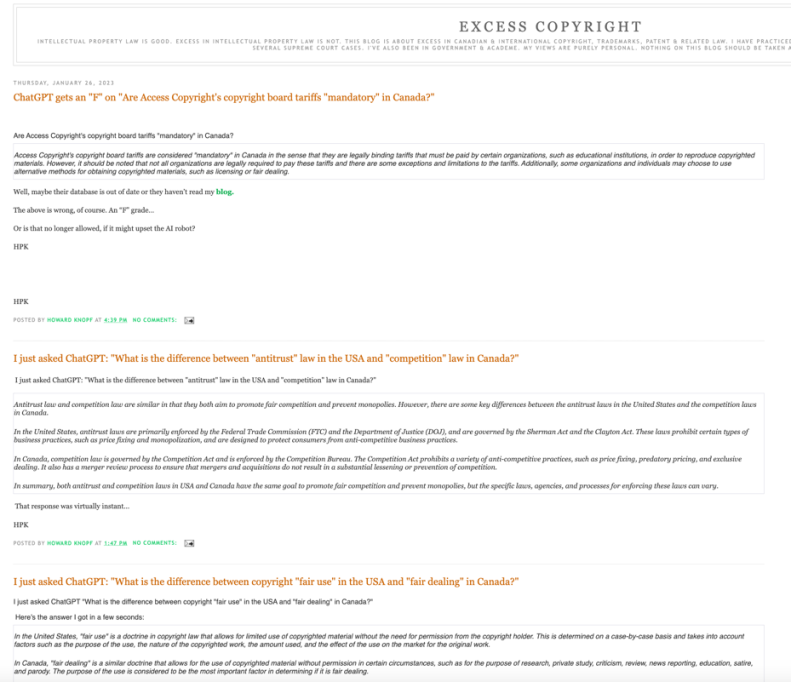 EXCESS COPYRIGHT
INTELLECTUAL PROPERTY LAW IS GOOD. EXCESS IN INTELLECTUAL PROPERTY LAW IS NOT. THIS BLOG IS ABOUT EXCESS IN CANADIAN & INTERNATIONAL COPYRIGHT, TRADEMARKS, PATENT & RELATED LAW. I HAVE PRACTICED
SEVERAL SUPREME COURT CASES. I'VE ALSO BEEN IN GOVERNMENT & ACADEME. MY VIEWS ARE PURELY PERSONAL. NOTHING ON THIS BLOG SHOULD BE TAKEN A
THURSDAY, JANUARY 26, 2023
ChatGPT gets an "F" on "Are Access Copyright's copyright board tariffs "mandatory" in Canada?"
Are Access Copyright's copyright board tariffs "mandatory" in Canada?
Access Copyright's copyright board tariffs are considered "mandatory" in Canada in the sense that they are legally binding tariffs that must be paid by certain organizations, such as educational institutions, in order to reproduce copyrighted
materials. However, it should be noted that not all organizations are legally required to pay these tariffs and there are some exceptions and limitations to the tariffs. Additionally, some organizations and individuals may choose to use
alternative methods for obtaining copyrighted materials, such as licensing or fair dealing.
Well, maybe their database is out of date or they haven't read my blog.
The above is wrong, of course. An "F" grade...
Or is that no longer allowed, if it might upset the AI robot?
HPK
HPK
POSTED BY HOWARD KNOPF AT 4:39 PM NO COMMENTS:
I just asked ChatGPT: "What is the difference between "antitrust" law in the USA and "competition" law in Canada?"
I just asked ChatGPT: "What is the difference between "antitrust" law in the USA and "competition" law in Canada?"
Antitrust law and competition law are similar in that they both aim to promote fair competition and prevent monopolies. However, there are some key differences between the antitrust laws in the United States and the competition laws
in Canada.
In the United States, antitrust laws are primarily enforced by the Federal Trade Commission (FTC) and the Department of Justice (DOJ), and are governed by the Sherman Act and the Clayton Act. These laws prohibit certain types of
business practices, such as price fixing and monopolization, and are designed to protect consumers from anti-competitive business practices.
In Canada, competition law is governed by the Competition Act and is enforced by the Competition Bureau. The Competition Act prohibits a variety of anti-competitive practices, such as price fixing, predatory pricing, and exclusive
dealing. It also has a merger review process to ensure that mergers and acquisitions do not result in a substantial lessening or prevention of competition.
In summary, both antitrust and competition laws in USA and Canada have the same goal to promote fair competition and prevent monopolies, but the specific laws, agencies, and processes for enforcing these laws can vary.
That response was virtually instant...
HPK
POSTED BY HOWARD KNOPF AT 1:47 PM NO COMMENTS:
I just asked ChatGPT: "What is the difference between copyright "fair use" in the USA and "fair dealing" in Canada?"
I just asked ChatGPT "What is the difference between copyright "fair use" in the USA and "fair dealing" in Canada?"
Here's the answer I got in a few seconds:
In the United States, "fair use" is a doctrine in copyright law that allows for limited use of copyrighted material without the need for permission from the copyright holder. This is determined on a case-by-case basis and takes into account
factors such as the purpose of the use, the nature of the copyrighted work, the amount used, and the effect of the use on the market for the original work.
In Canada, "fair dealing" is a similar doctrine that allows for the use of copyrighted material without permission in certain circumstances, such as for the purpose of research, private study, criticism, review, news reporting, education, satire,
and parody. The purpose of the use is considered to be the most important factor in determining if it is fair dealing.